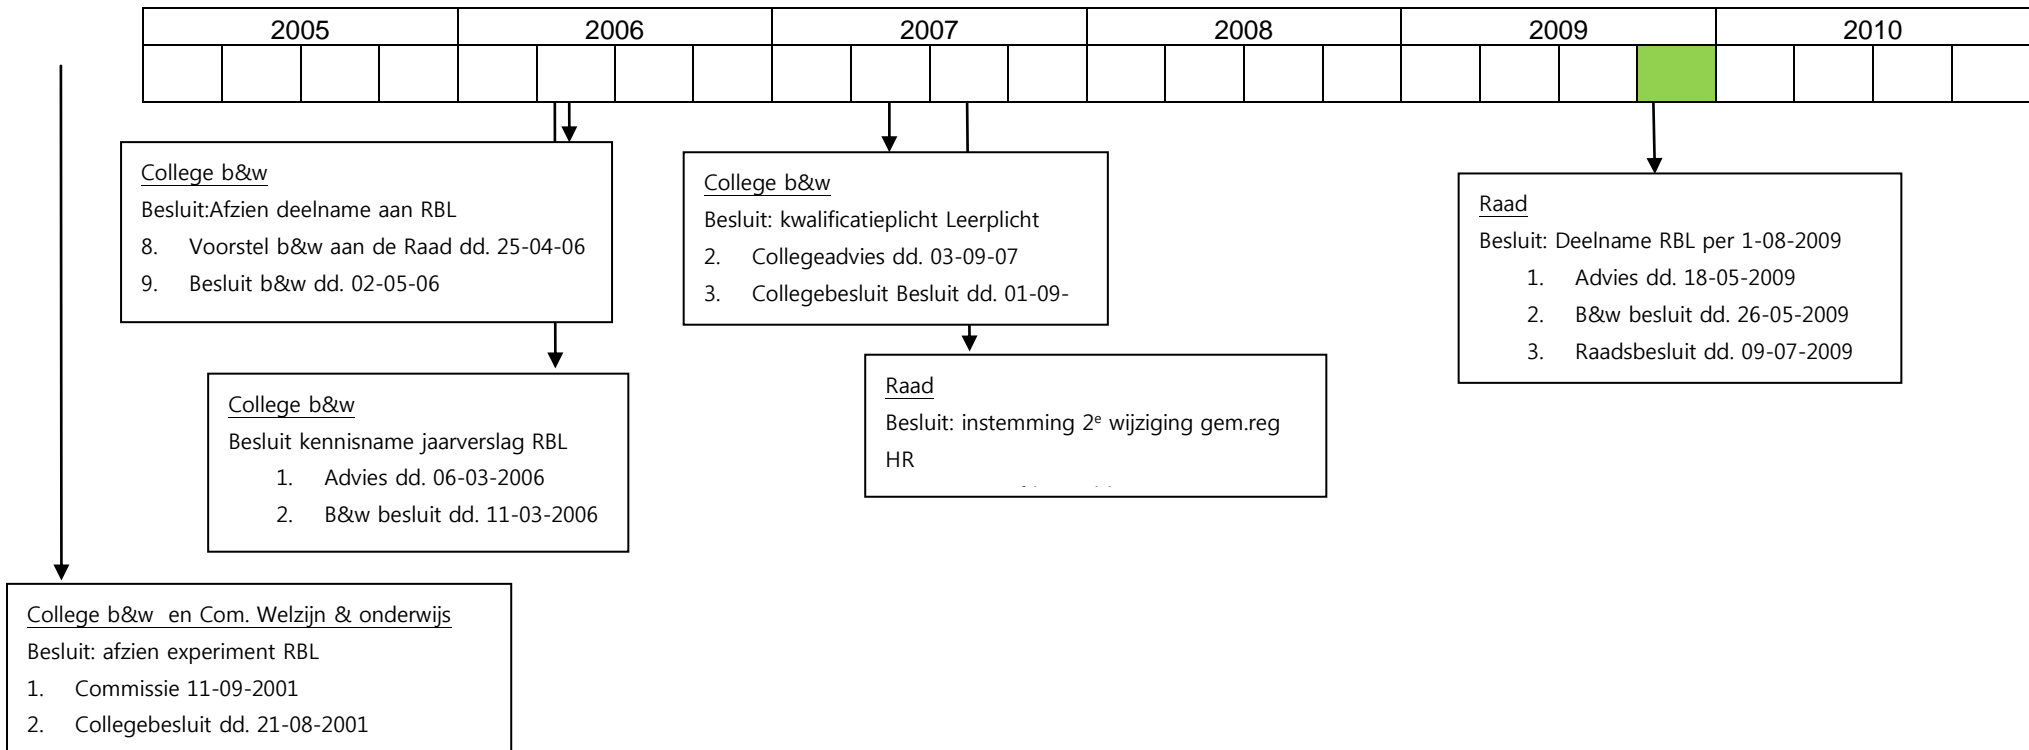 2005 2006 2007 2008 2009 2010
College b&w
Besluit:Afzien deelname aan RBL
8. Voorstel b&w aan de Raad dd. 25-04-06
9. Besluit b&w dd. 02-05-06
College b&w
Besluit: kwalificatieplicht Leerplicht
2. Collegeadvies dd. 03-09-07
3. Collegebesluit Besluit dd. 01-09-
Raad
Besluit: Deelname RBL per 1-08-2009
1. Advies dd. 18-05-2009
2. B&w besluit dd. 26-05-2009
3. Raadsbesluit dd. 09-07-2009
College b&w
Besluit kennisname jaarverslag RBL
1. Advies dd. 06-03-2006
2. B&w besluit dd. 11-03-2006
Raad
Besluit: instemming 2e wijziging gem.reg
HR
College b&w en Com. Welzijn & onderwijs
Besluit: afzien experiment RBL
1. Commissie 11-09-2001
2. Collegebesluit dd. 21-08-2001